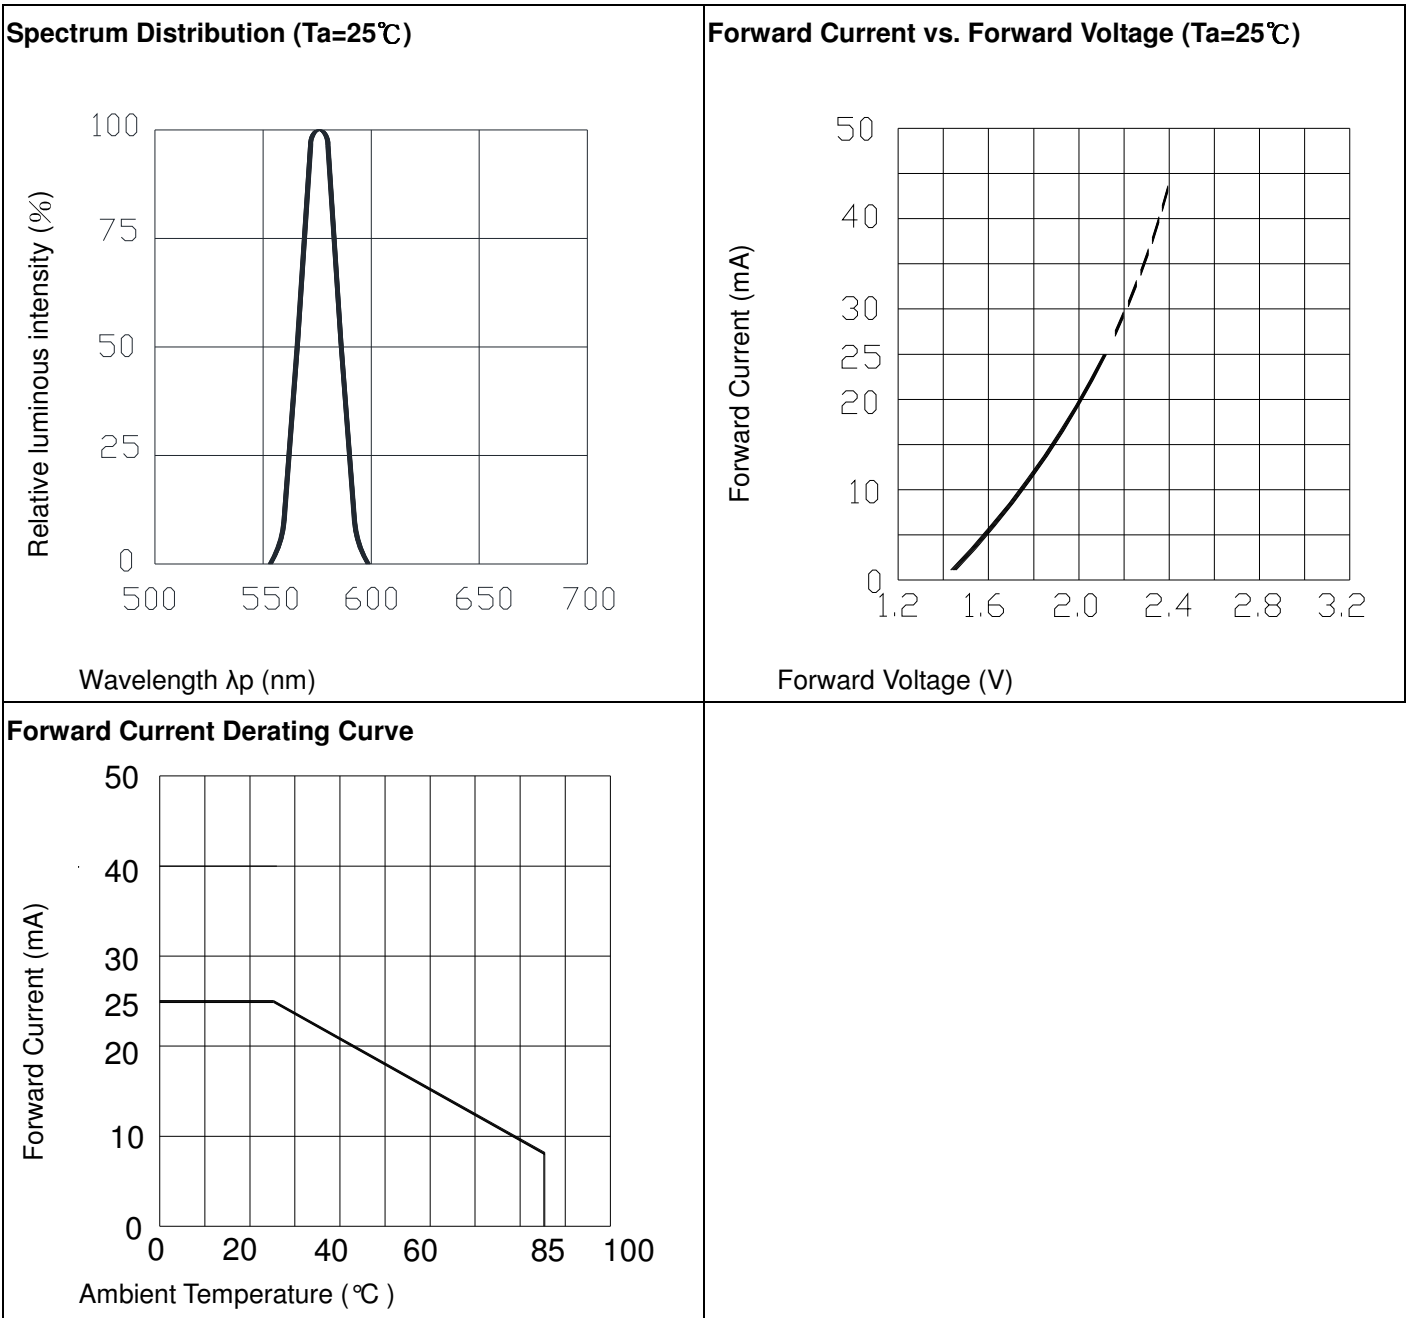 Spectrum Distribution (Ta=25℃)
100
75
50
25
0
500 550 600 650 700
Relative luminous intensity (%)
Wavelength λp (nm)
Forward Current vs. Forward Voltage (Ta=25℃)
50
40
30
25
20
10
0
1.2 1.6 2.0 2.4 2.8 3.2
Forward Current (mA)
Forward Voltage (V)
Forward Current Derating Curve
50
40
30
25
20
10
0
0 20 40 60 85 100
Forward Current (mA)
Ambient Temperature ( ℃ )